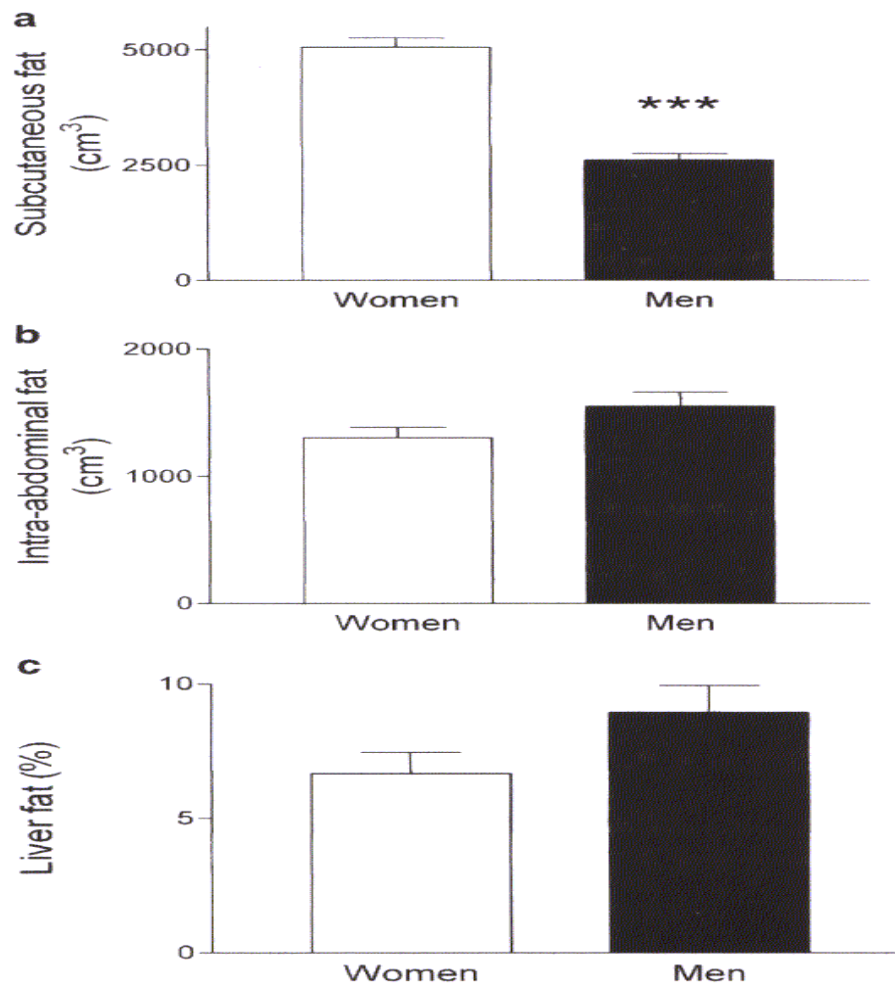 a
Subcutaneous fat
(cm³)
5000
2500
0
***
Women Men
b
Intra-abdominal fat
(cm³)
2000
1000
0
Women Men
c
Liver fat (%)
10
5
0
Women Men